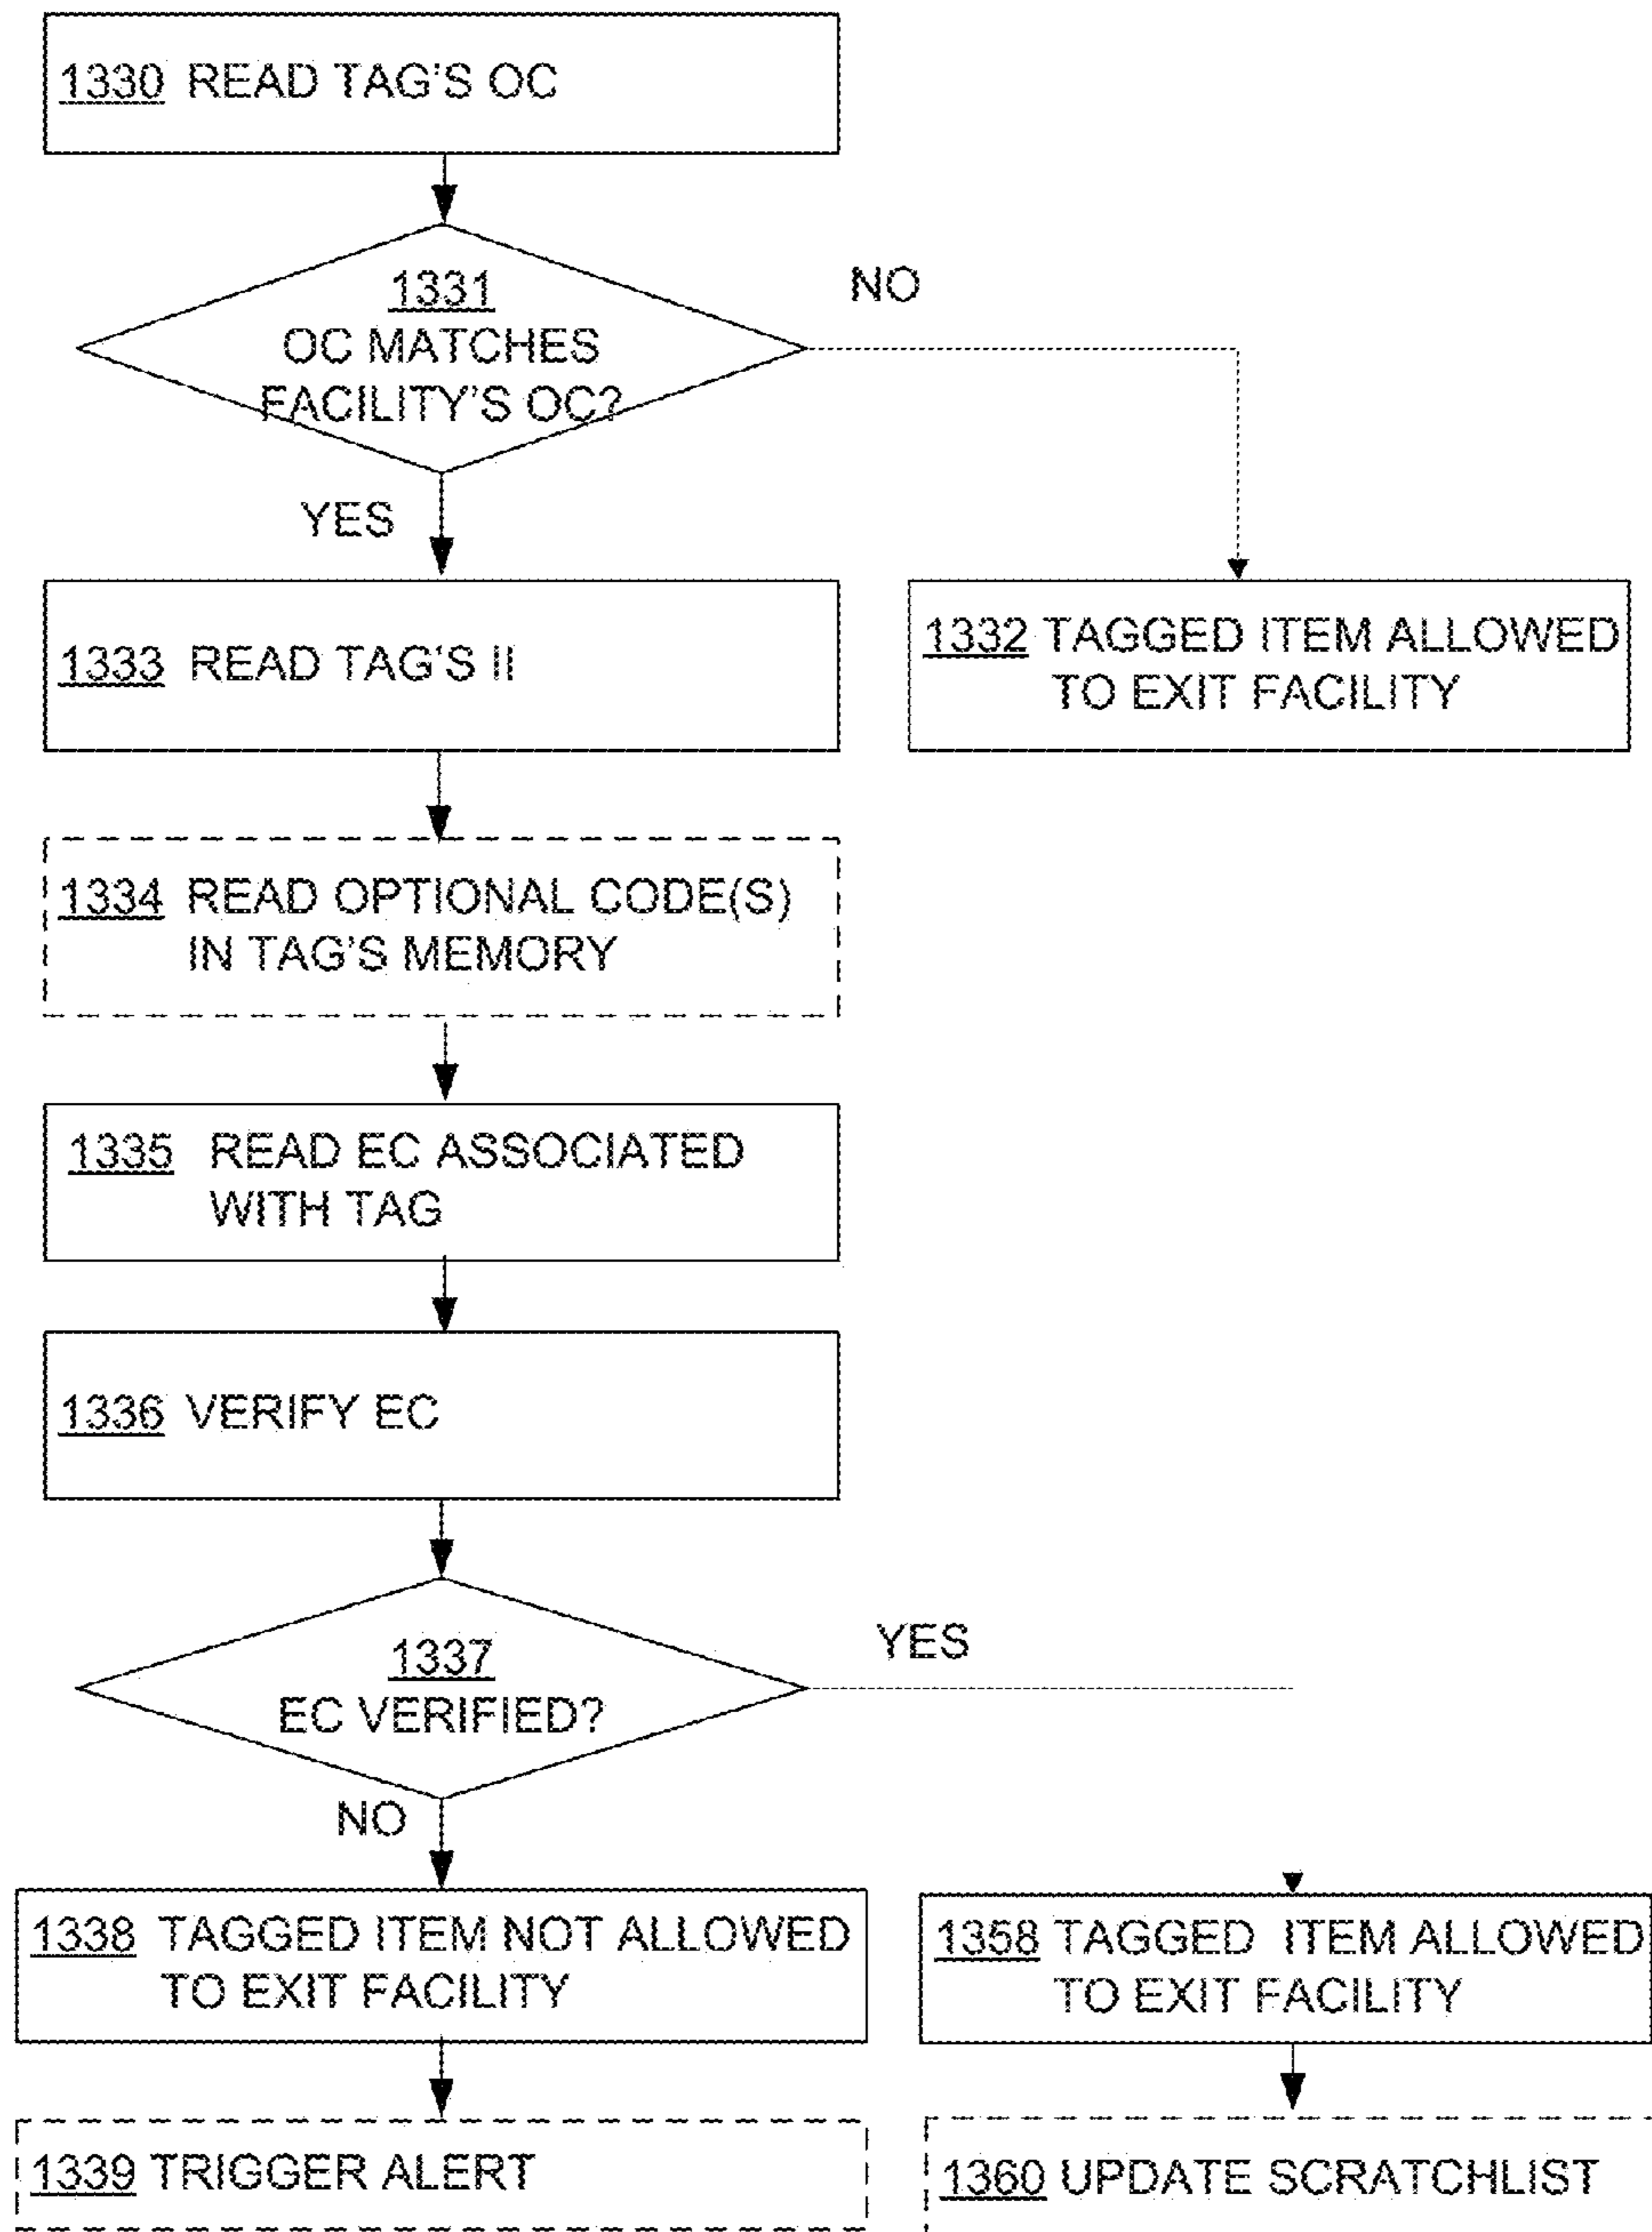 1330 READ TAG'S OC
1331
OC MATCHES
FACILITY'S OC?
NO
YES
1333 READ TAG'S II
1332 TAGGED ITEM ALLOWED
TO EXIT FACILITY
1334 READ OPTIONAL CODE(S)
IN TAG'S MEMORY
1335 READ EC ASSOCIATED
WITH TAG
1336 VERIFY EC
1337
EC VERIFIED?
YES
NO
1338 TAGGED ITEM NOT ALLOWED
TO EXIT FACILITY
1358 TAGGED ITEM ALLOWED
TO EXIT FACILITY
1339 TRIGGER ALERT
1360 UPDATE SCRATCHLIST